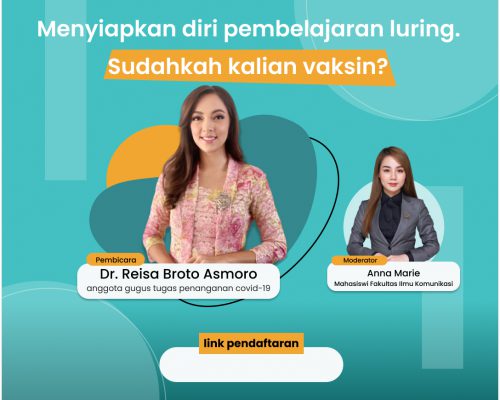 Menyiapkan diri pembelajaran luring.
Sudahkah kalian vaksin?
Pembicara
Dr. Reisa Broto Asmoro
anggota gugus tugas penanganan covid-19
Moderator
Anna Marie
Mahasiswi Fakultas Ilmu Komunikasi
link pendaftaran